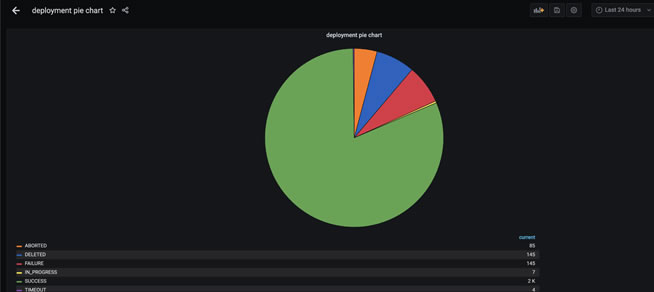 deployment pie chart
Last 24 hours
deployment pie chart
current
ABORTED 85
DELETED 145
FAILURE 145
IN_PROGRESS 7
SUCCESS 2 K
TIMEOUT 4